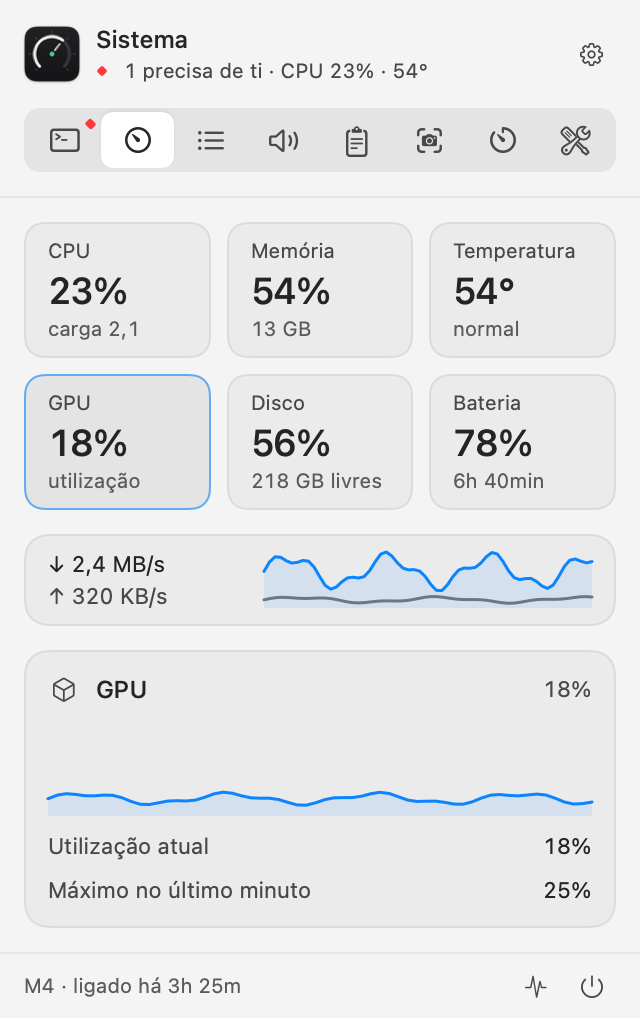 Sistema
1 precisa de ti · CPU 23% · 54°
CPU
23%
carga 2,1
Memória
54%
13 GB
Temperatura
54°
normal
GPU
18%
utilização
Disco
56%
218 GB livres
Bateria
78%
6h 40min
↓ 2,4 MB/s
↑ 320 KB/s
GPU
18%
Utilização atual
18%
Máximo no último minuto
25%
M4 · ligado há 3h 25m